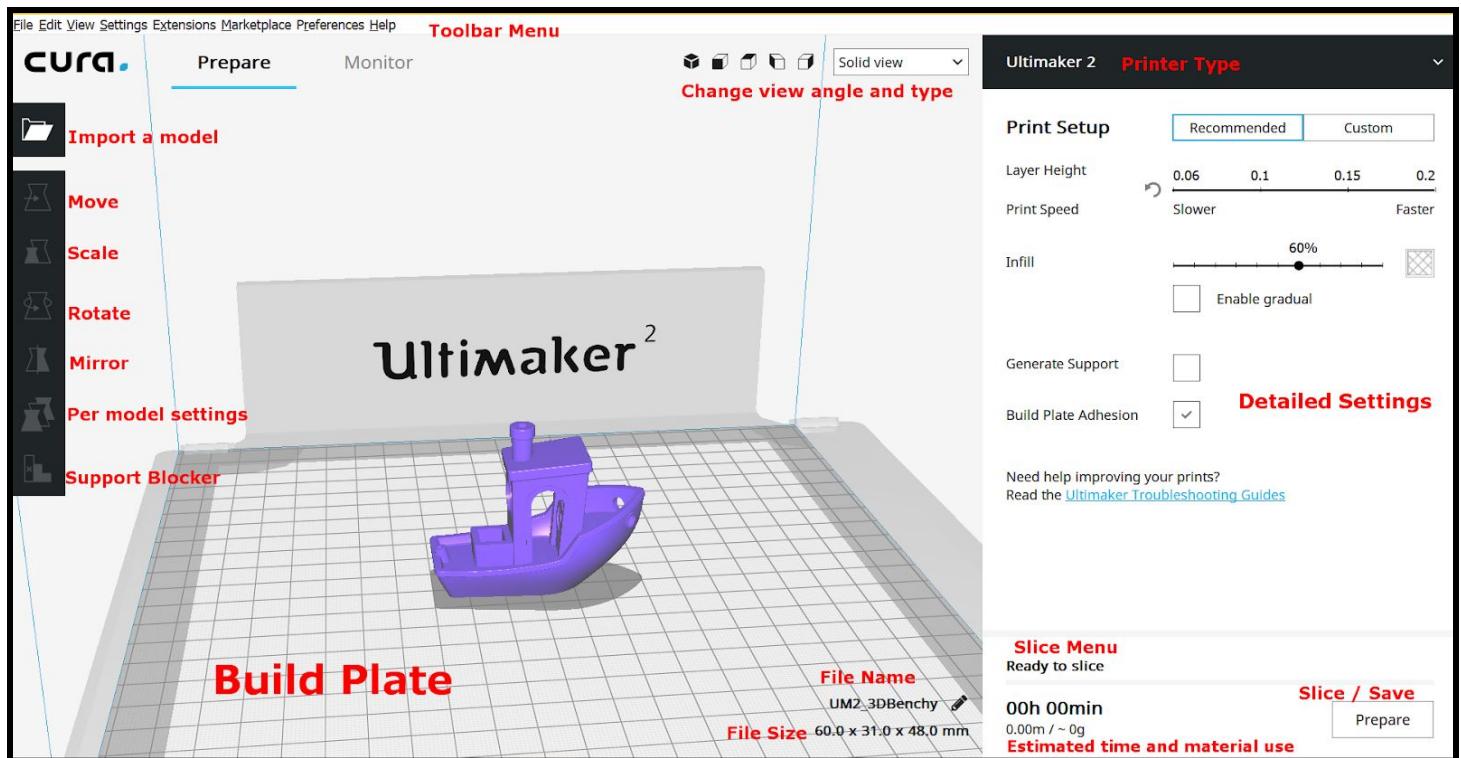 File Edit View Settings Extensions Marketplace Preferences Help
Toolbar Menu
cura.
Prepare
Monitor
Solid view
Change view angle and type
Ultimaker 2
Printer Type
Import a model
Move
Scale
Rotate
Mirror
Per model settings
Support Blocker
Ultimaker 2
Build Plate
File Name
UM2_3DBenchy
File Size 60.0 x 31.0 x 48.0 mm
Print Setup
Recommended
Custom
Layer Height
0.06 0.1 0.15 0.2
Print Speed
Slower
Faster
60%
Infill
Enable gradual
Generate Support
Detailed Settings
Build Plate Adhesion
Need help improving your prints?
Read the Ultimaker Troubleshooting Guides
Slice Menu
Ready to slice
Slice / Save
00h 00min
Prepare
0.00m / ~ 0g
Estimated time and material use